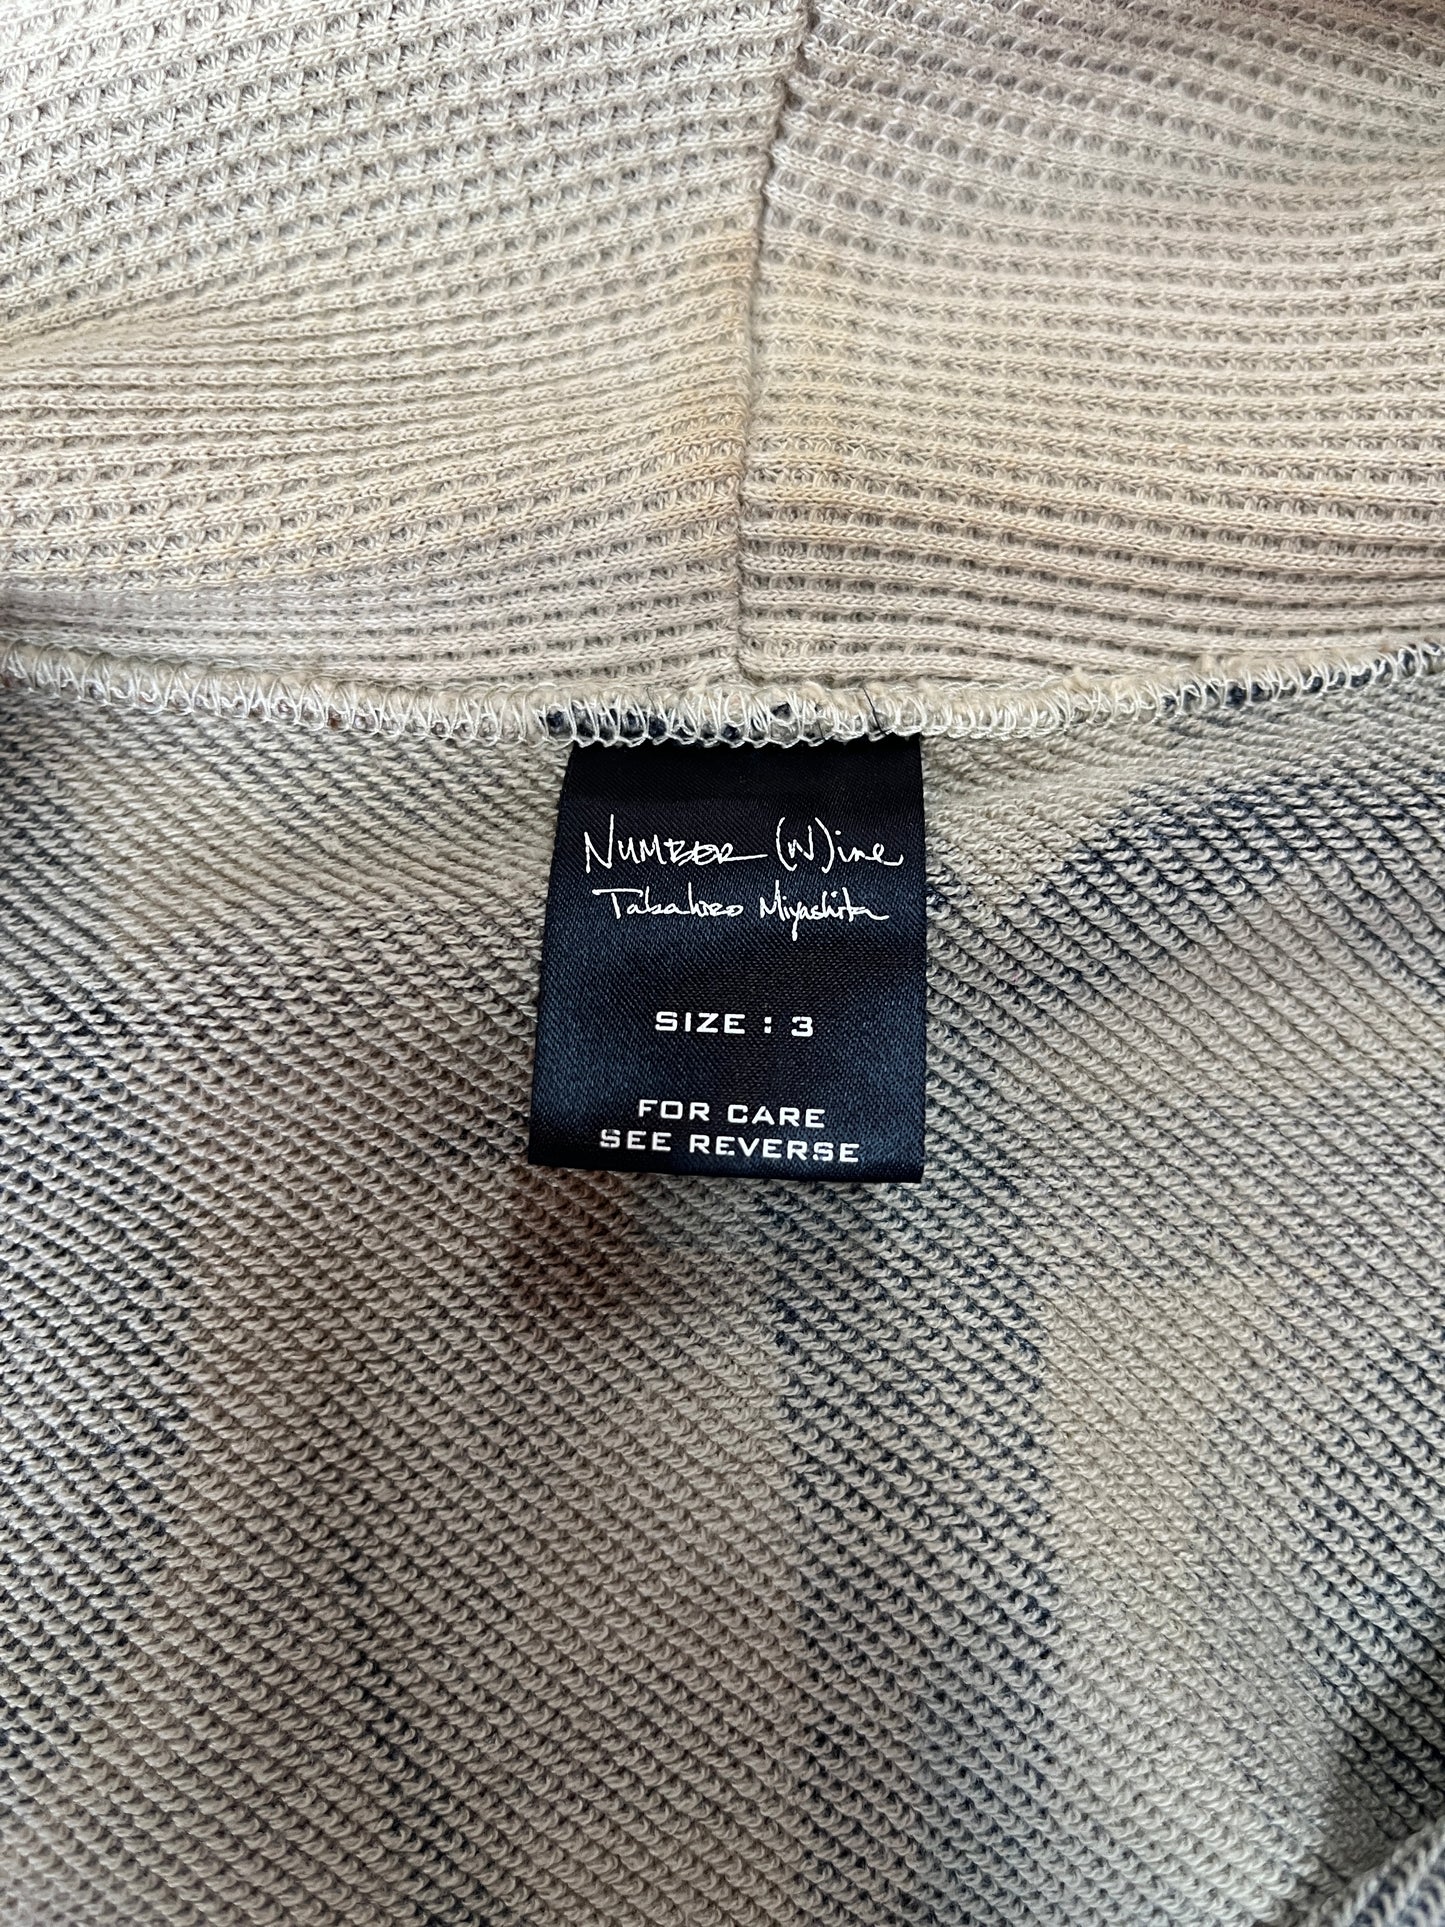 NUMBER (N)ine
Takahiro Miyashita
SIZE : 3
FOR CARE
SEE REVERSE